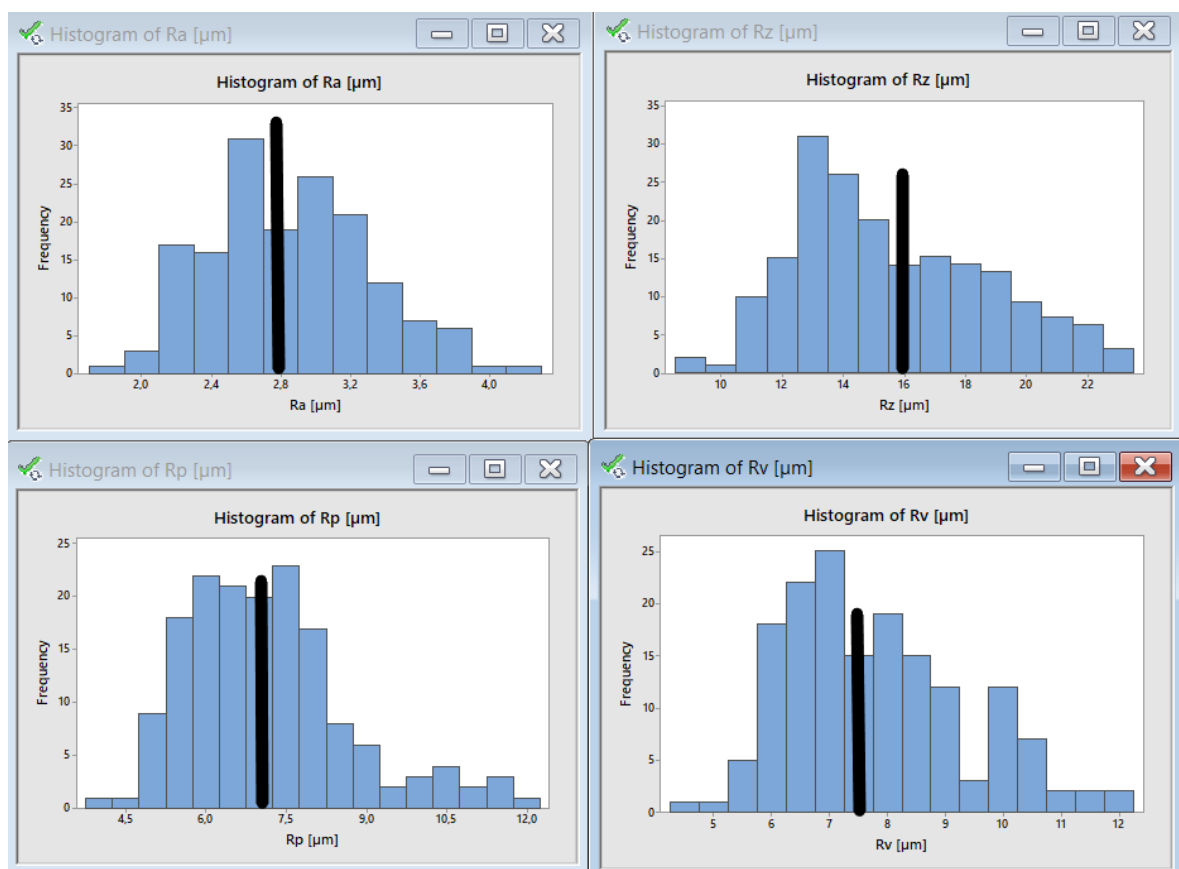 Histogram of Ra [µm]
Histogram of Ra [µm]
35
30
25
20
15
10
5
0
Frequency
2,0 2,4 2,8 3,2 3,6 4,0
Ra [µm]
Histogram of Rz [µm]
Histogram of Rz [µm]
35
30
25
20
15
10
5
0
Frequency
10 12 14 16 18 20 22
Rz [µm]
Histogram of Rp [µm]
Histogram of Rp [µm]
25
20
15
10
5
0
Frequency
4,5 6,0 7,5 9,0 10,5 12,0
Rp [µm]
Histogram of Rv [µm]
Histogram of Rv [µm]
25
20
15
10
5
0
Frequency
5 6 7 8 9 10 11 12
Rv [µm]